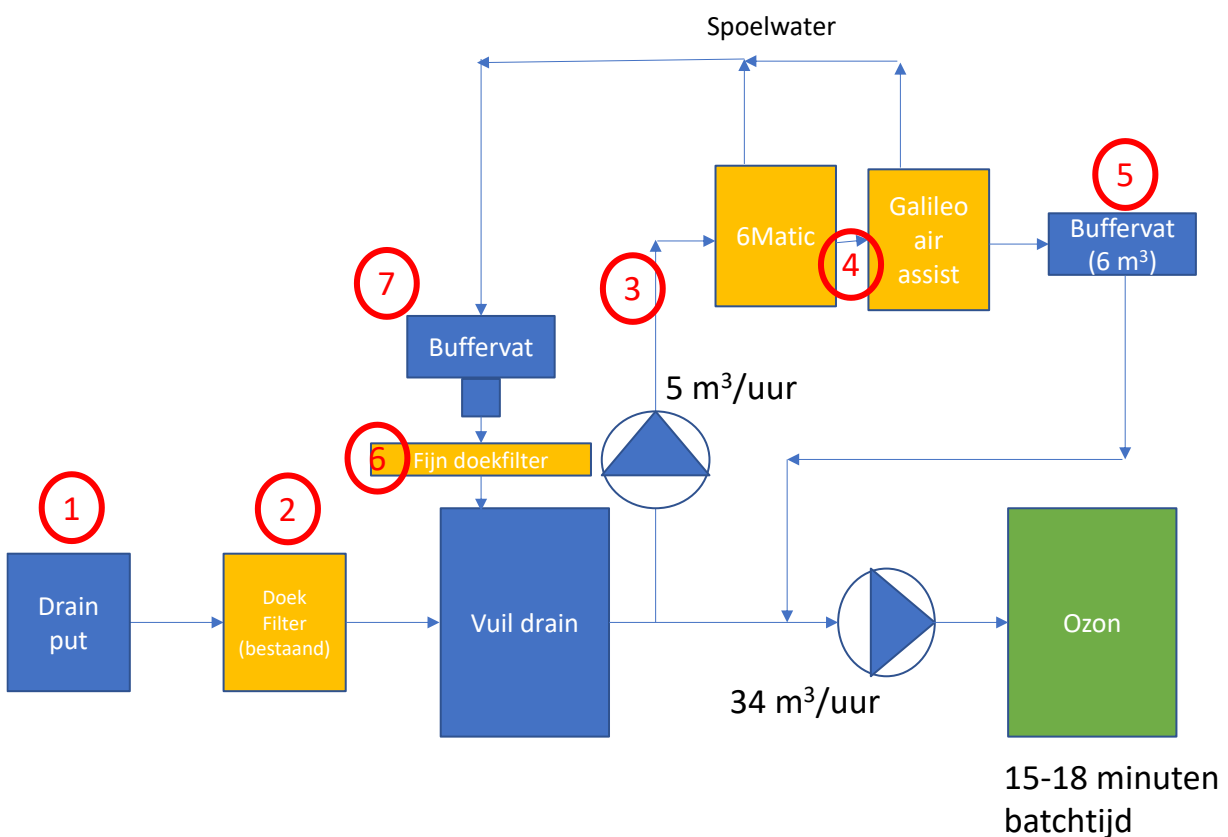 Spoelwater
5
6Matic
Galileo
air
assist
Buffervat
(6 m³)
4
3
7
Buffervat
5 m³/uur
6
Fijn doekfilter
1
2
Drain
put
Doek
Filter
(bestaand)
Vuil drain
Ozon
34 m³/uur
15-18 minuten
batchtijd